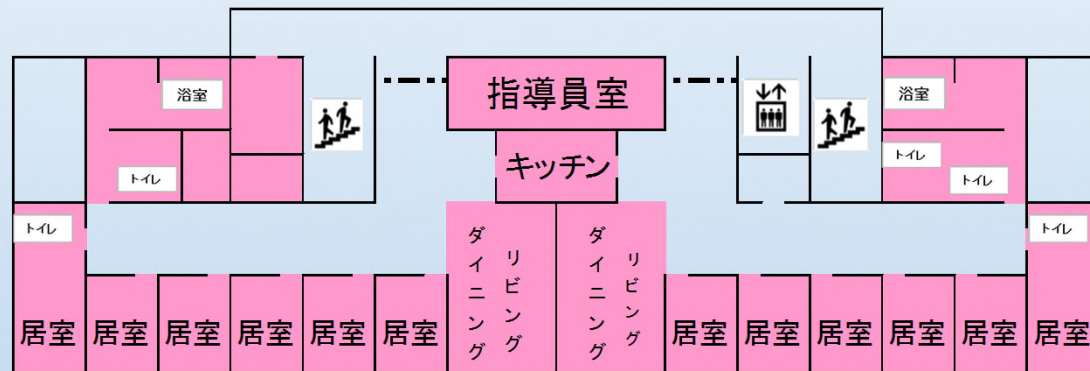 指導員室
浴室
浴室
キッチン
トイレ
トイレ
トイレ
トイレ
トイレ
ダイニング
リビング
ダイニング
リビング
居室
居室
居室
居室
居室
居室
居室
居室
居室
居室
居室
居室